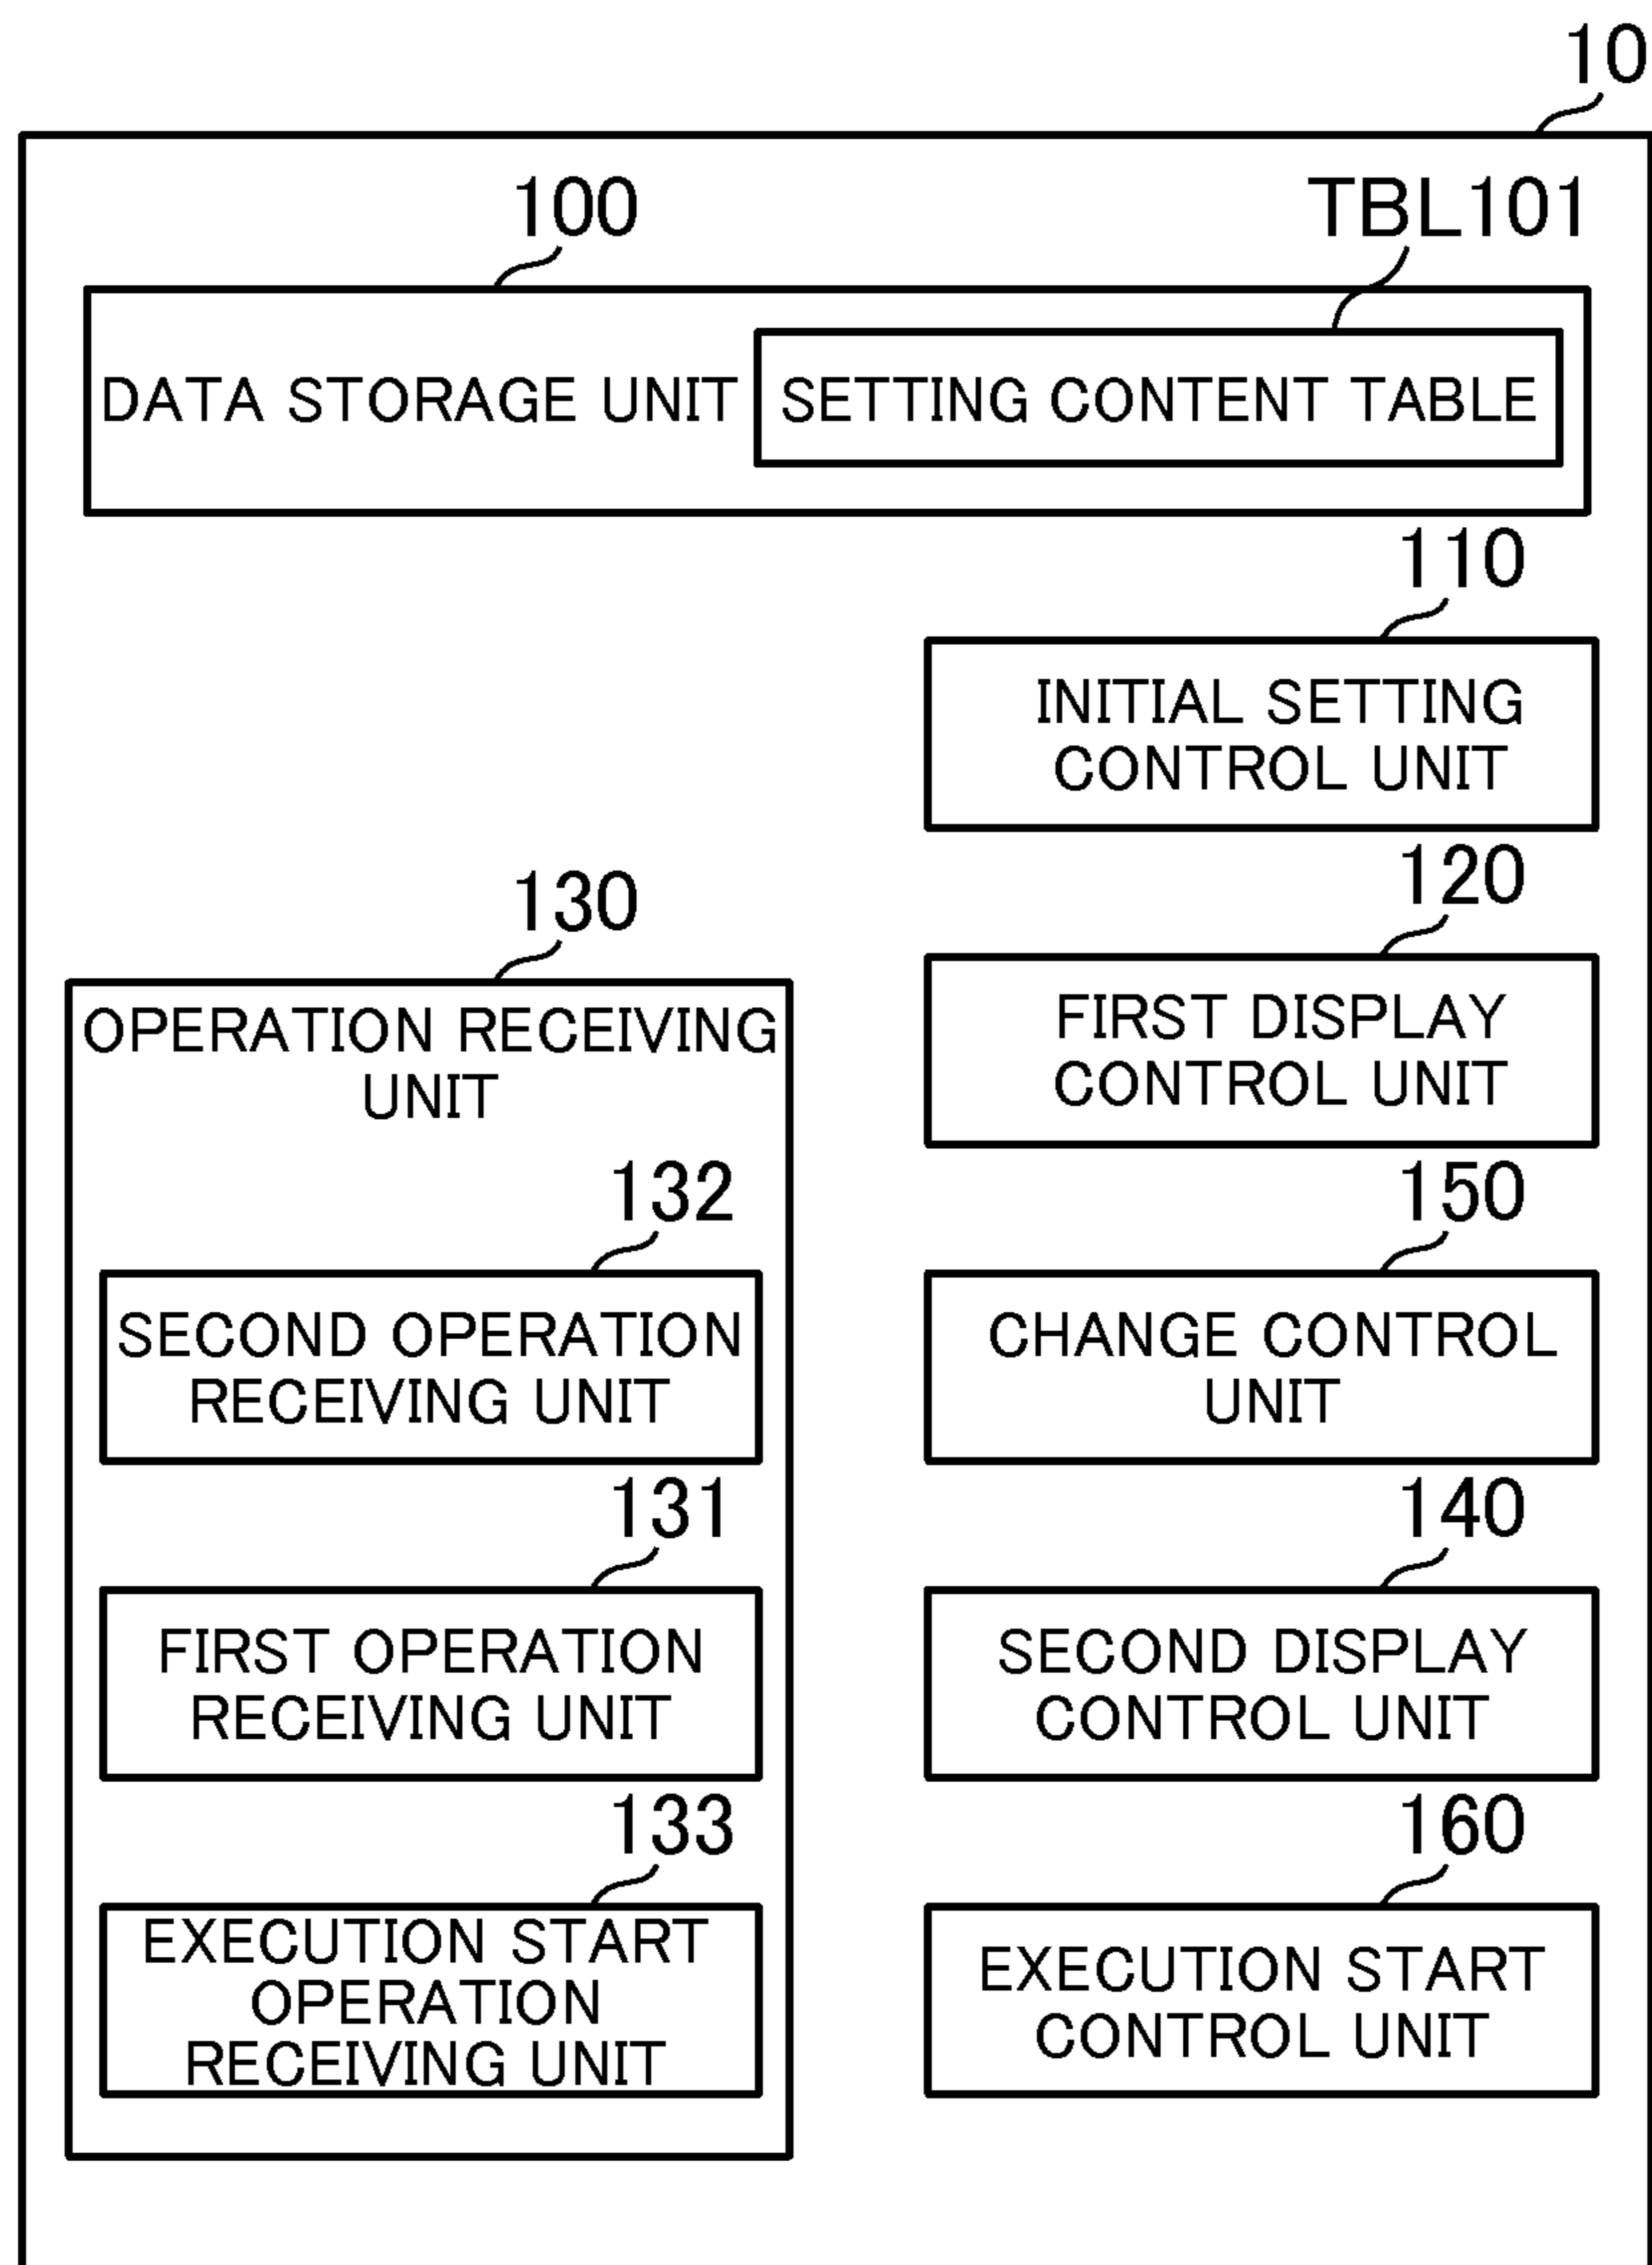 10
100
TBL101
DATA STORAGE UNIT
SETTING CONTENT TABLE
110
INITIAL SETTING
CONTROL UNIT
120
FIRST DISPLAY
CONTROL UNIT
130
OPERATION RECEIVING
UNIT
132
SECOND OPERATION
RECEIVING UNIT
150
CHANGE CONTROL
UNIT
131
FIRST OPERATION
RECEIVING UNIT
140
SECOND DISPLAY
CONTROL UNIT
133
EXECUTION START
OPERATION
RECEIVING UNIT
160
EXECUTION START
CONTROL UNIT